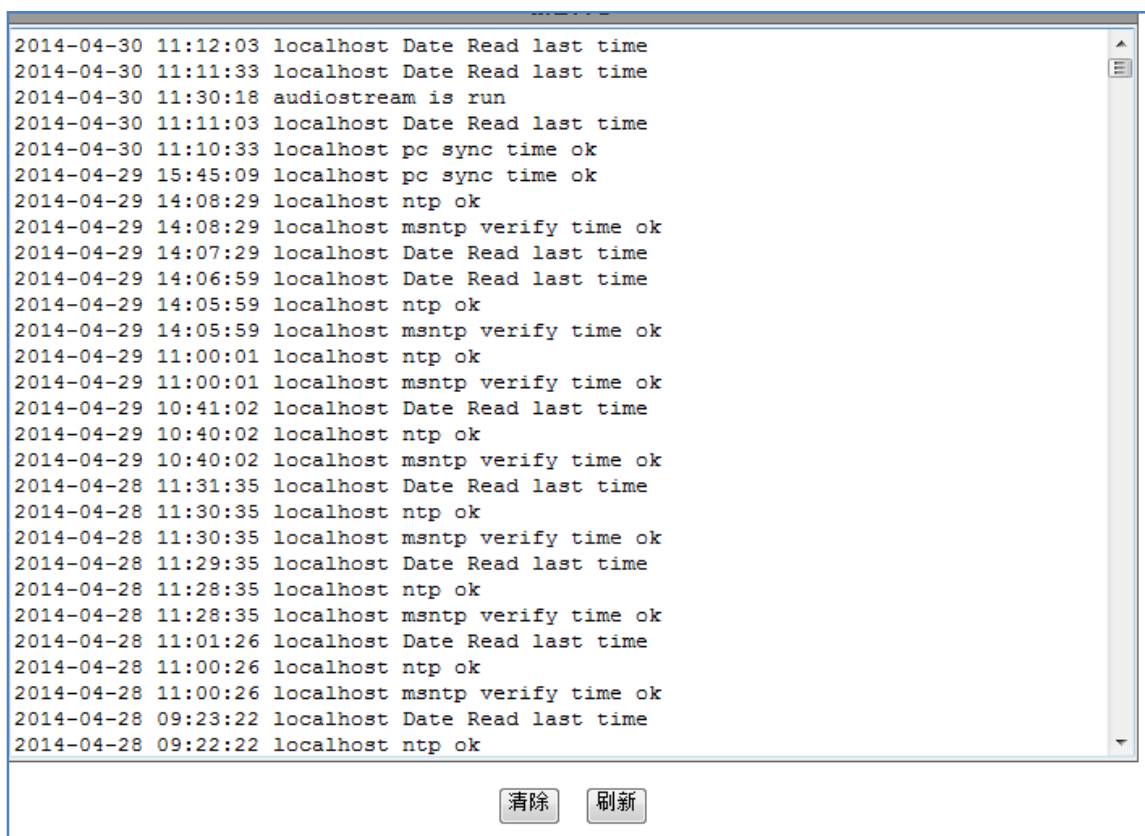 2014-04-30 11:12:03 localhost Date Read last time
2014-04-30 11:11:33 localhost Date Read last time
2014-04-30 11:30:18 audiostream is run
2014-04-30 11:11:03 localhost Date Read last time
2014-04-30 11:10:33 localhost pc sync time ok
2014-04-29 15:45:09 localhost pc sync time ok
2014-04-29 14:08:29 localhost ntp ok
2014-04-29 14:08:29 localhost msntp verify time ok
2014-04-29 14:07:29 localhost Date Read last time
2014-04-29 14:06:59 localhost Date Read last time
2014-04-29 14:05:59 localhost ntp ok
2014-04-29 14:05:59 localhost msntp verify time ok
2014-04-29 11:00:01 localhost ntp ok
2014-04-29 11:00:01 localhost msntp verify time ok
2014-04-29 10:41:02 localhost Date Read last time
2014-04-29 10:40:02 localhost ntp ok
2014-04-29 10:40:02 localhost msntp verify time ok
2014-04-28 11:31:35 localhost Date Read last time
2014-04-28 11:30:35 localhost ntp ok
2014-04-28 11:30:35 localhost msntp verify time ok
2014-04-28 11:29:35 localhost Date Read last time
2014-04-28 11:28:35 localhost ntp ok
2014-04-28 11:28:35 localhost msntp verify time ok
2014-04-28 11:01:26 localhost Date Read last time
2014-04-28 11:00:26 localhost ntp ok
2014-04-28 11:00:26 localhost msntp verify time ok
2014-04-28 09:23:22 localhost Date Read last time
2014-04-28 09:22:22 localhost ntp ok
清除 刷新